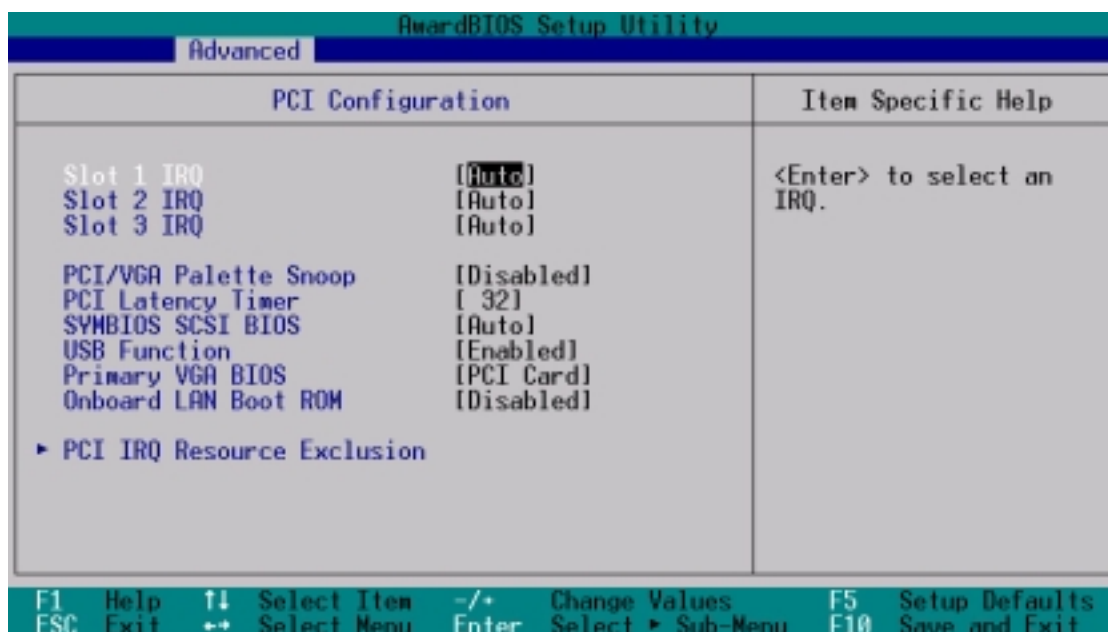 AwardBIOS Setup Utility
Advanced
PCI Configuration
Item Specific Help
Slot 1 IRQ [Auto]
<Enter> to select an
Slot 2 IRQ [Auto]
IRQ.
Slot 3 IRQ [Auto]
PCI/VGA Palette Snoop [Disabled]
PCI Latency Timer [ 32]
SYMBIOS SCSI BIOS [Auto]
USB Function [Enabled]
Primary VGA BIOS [PCI Card]
Onboard LAN Boot ROM [Disabled]
▸ PCI IRQ Resource Exclusion
F1 Help ↑↓ Select Item -/+ Change Values F5 Setup Defaults
ESC Exit ←→ Select Menu Enter Select ▸ Sub-Menu F10 Save and Exit